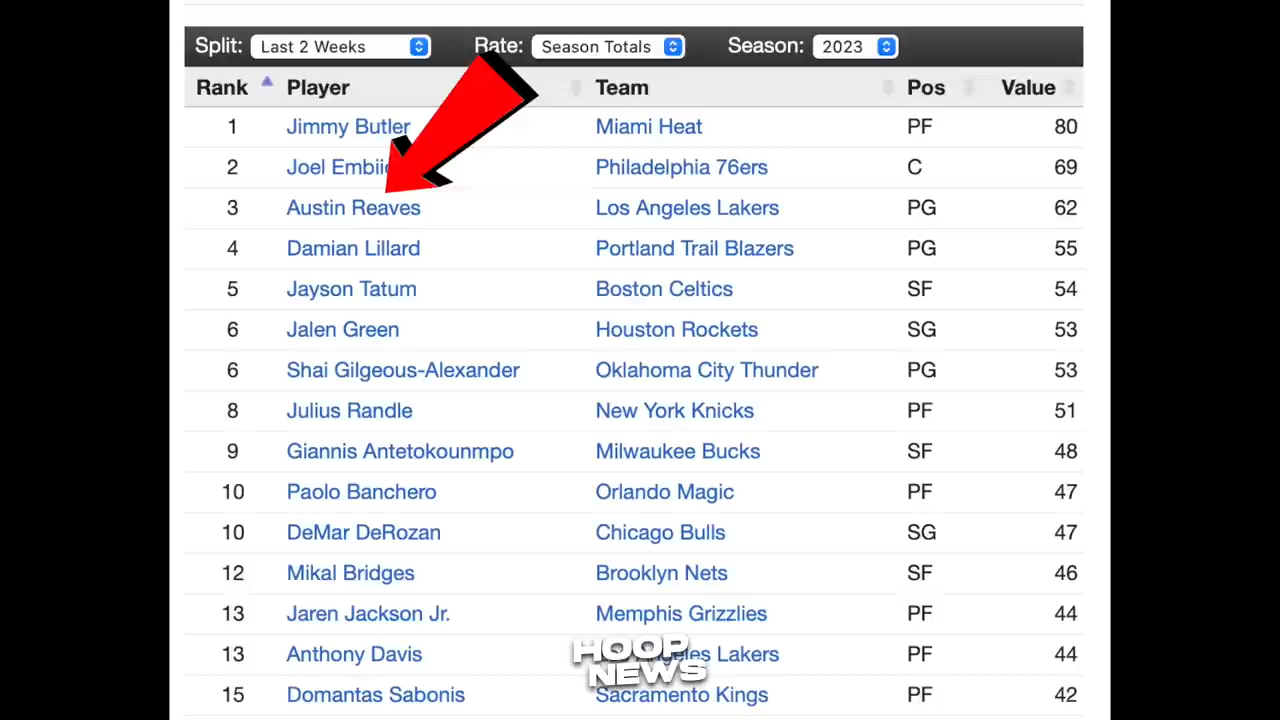 Split: Last 2 Weeks Rate: Season Totals Season: 2023
Rank Player Team Pos Value
1 Jimmy Butler Miami Heat PF 80
2 Joel Embiid Philadelphia 76ers C 69
3 Austin Reaves Los Angeles Lakers PG 62
4 Damian Lillard Portland Trail Blazers PG 55
5 Jayson Tatum Boston Celtics SF 54
6 Jalen Green Houston Rockets SG 53
6 Shai Gilgeous-Alexander Oklahoma City Thunder PG 53
8 Julius Randle New York Knicks PF 51
9 Giannis Antetokounmpo Milwaukee Bucks SF 48
10 Paolo Banchero Orlando Magic PF 47
10 DeMar DeRozan Chicago Bulls SG 47
12 Mikal Bridges Brooklyn Nets SF 46
13 Jaren Jackson Jr. Memphis Grizzlies PF 44
13 Anthony Davis Los Angeles Lakers PF 44
HOOP
NEWS
15 Domantas Sabonis Sacramento Kings PF 42